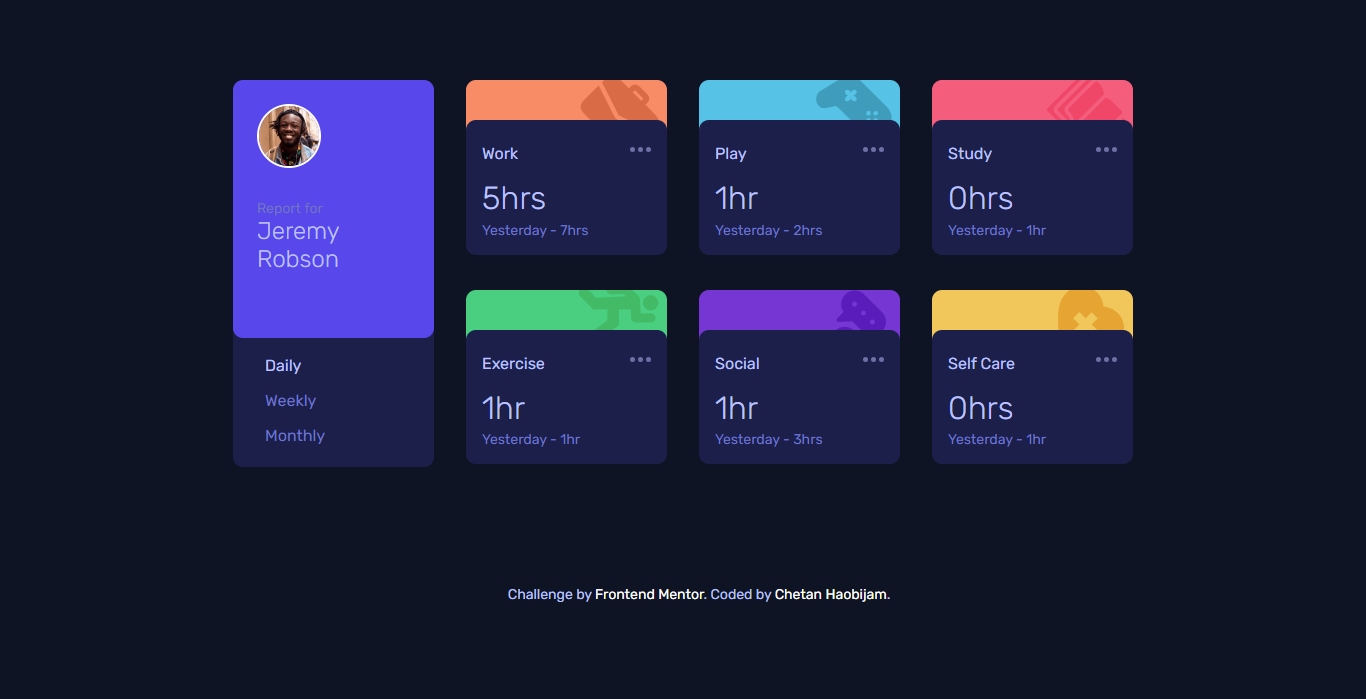 Report for
Jeremy
Robson
Daily
Weekly
Monthly
Work
5hrs
Yesterday - 7hrs
Play
1hr
Yesterday - 2hrs
Study
0hrs
Yesterday - 1hr
Exercise
1hr
Yesterday - 1hr
Social
1hr
Yesterday - 3hrs
Self Care
0hrs
Yesterday - 1hr
Challenge by Frontend Mentor. Coded by Chetan Haobijam.